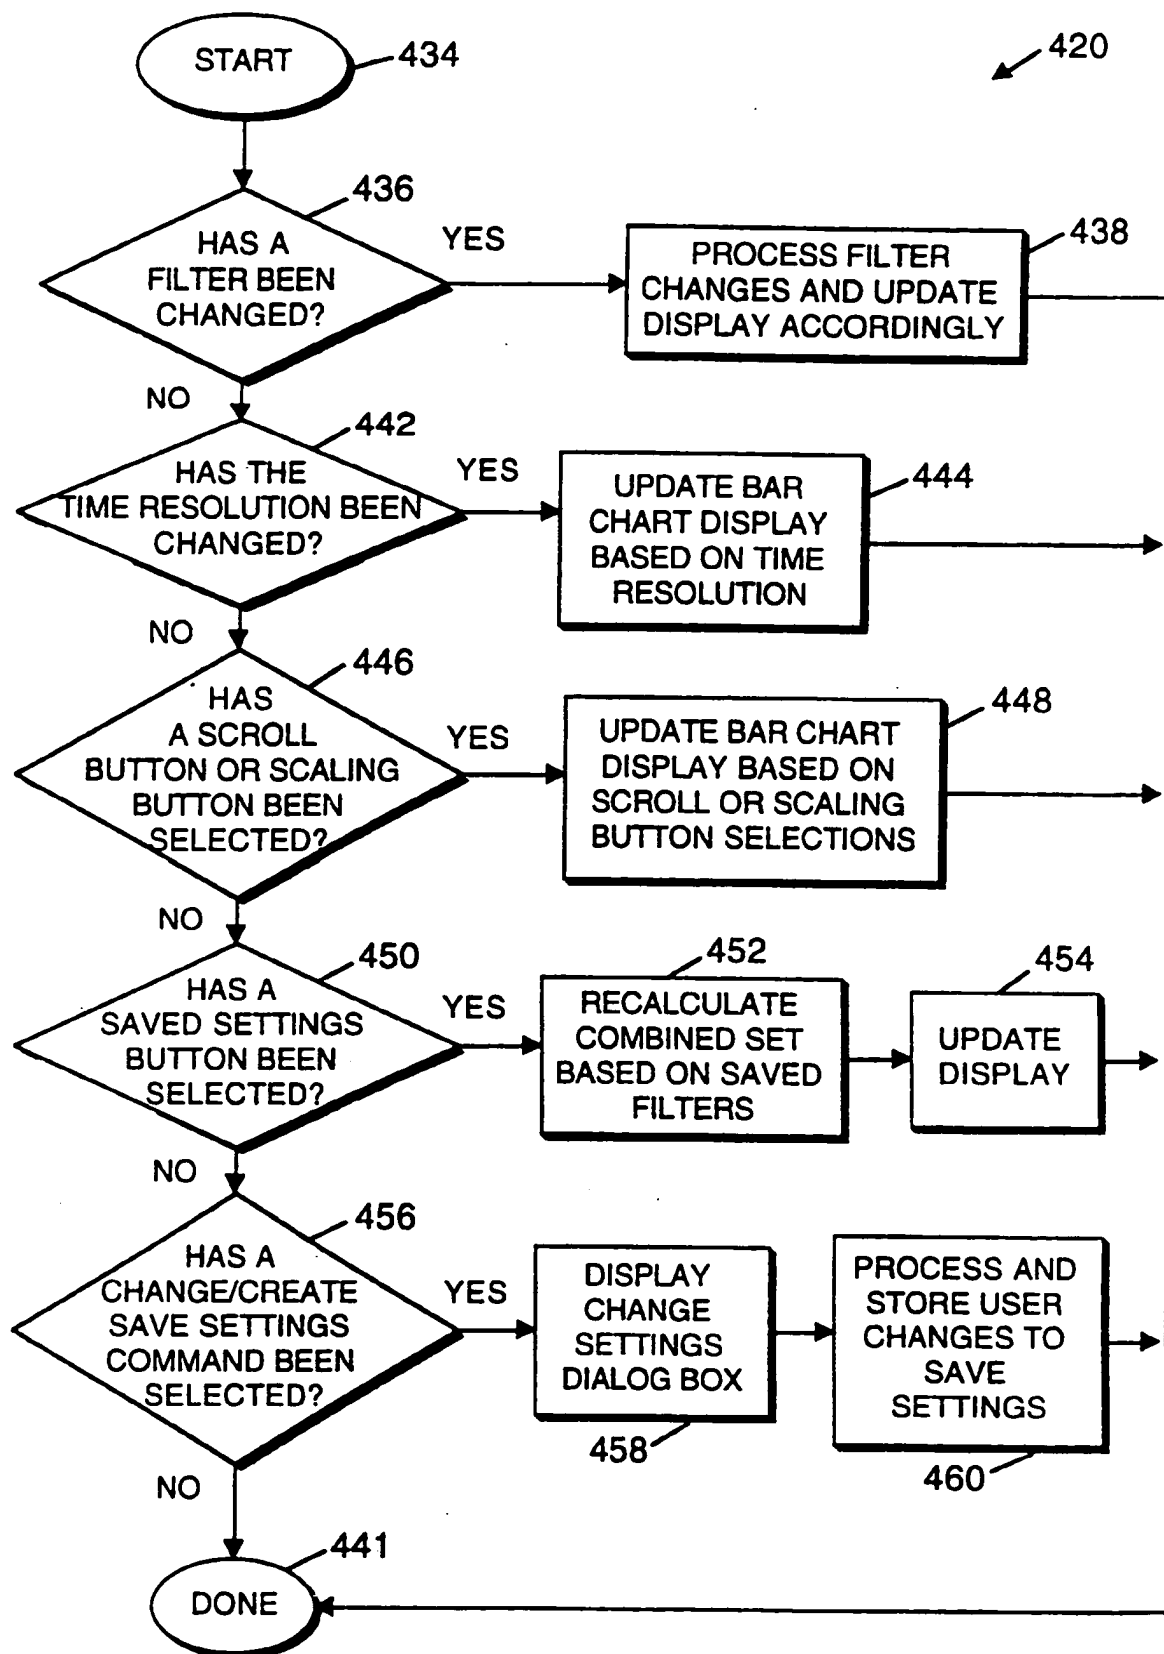 START
434
420
436
HAS A
FILTER BEEN
CHANGED?
YES
438
PROCESS FILTER
CHANGES AND UPDATE
DISPLAY ACCORDINGLY
NO
442
HAS THE
TIME RESOLUTION BEEN
CHANGED?
YES
444
UPDATE BAR
CHART DISPLAY
BASED ON TIME
RESOLUTION
NO
446
HAS
A SCROLL
BUTTON OR SCALING
BUTTON BEEN
SELECTED?
YES
448
UPDATE BAR CHART
DISPLAY BASED ON
SCROLL OR SCALING
BUTTON SELECTIONS
NO
450
HAS A
SAVED SETTINGS
BUTTON BEEN
SELECTED?
YES
452
RECALCULATE
COMBINED SET
BASED ON SAVED
FILTERS
454
UPDATE
DISPLAY
NO
456
HAS A
CHANGE/CREATE
SAVE SETTINGS
COMMAND BEEN
SELECTED?
YES
DISPLAY
CHANGE
SETTINGS
DIALOG BOX
458
PROCESS AND
STORE USER
CHANGES TO
SAVE
SETTINGS
460
NO
441
DONE